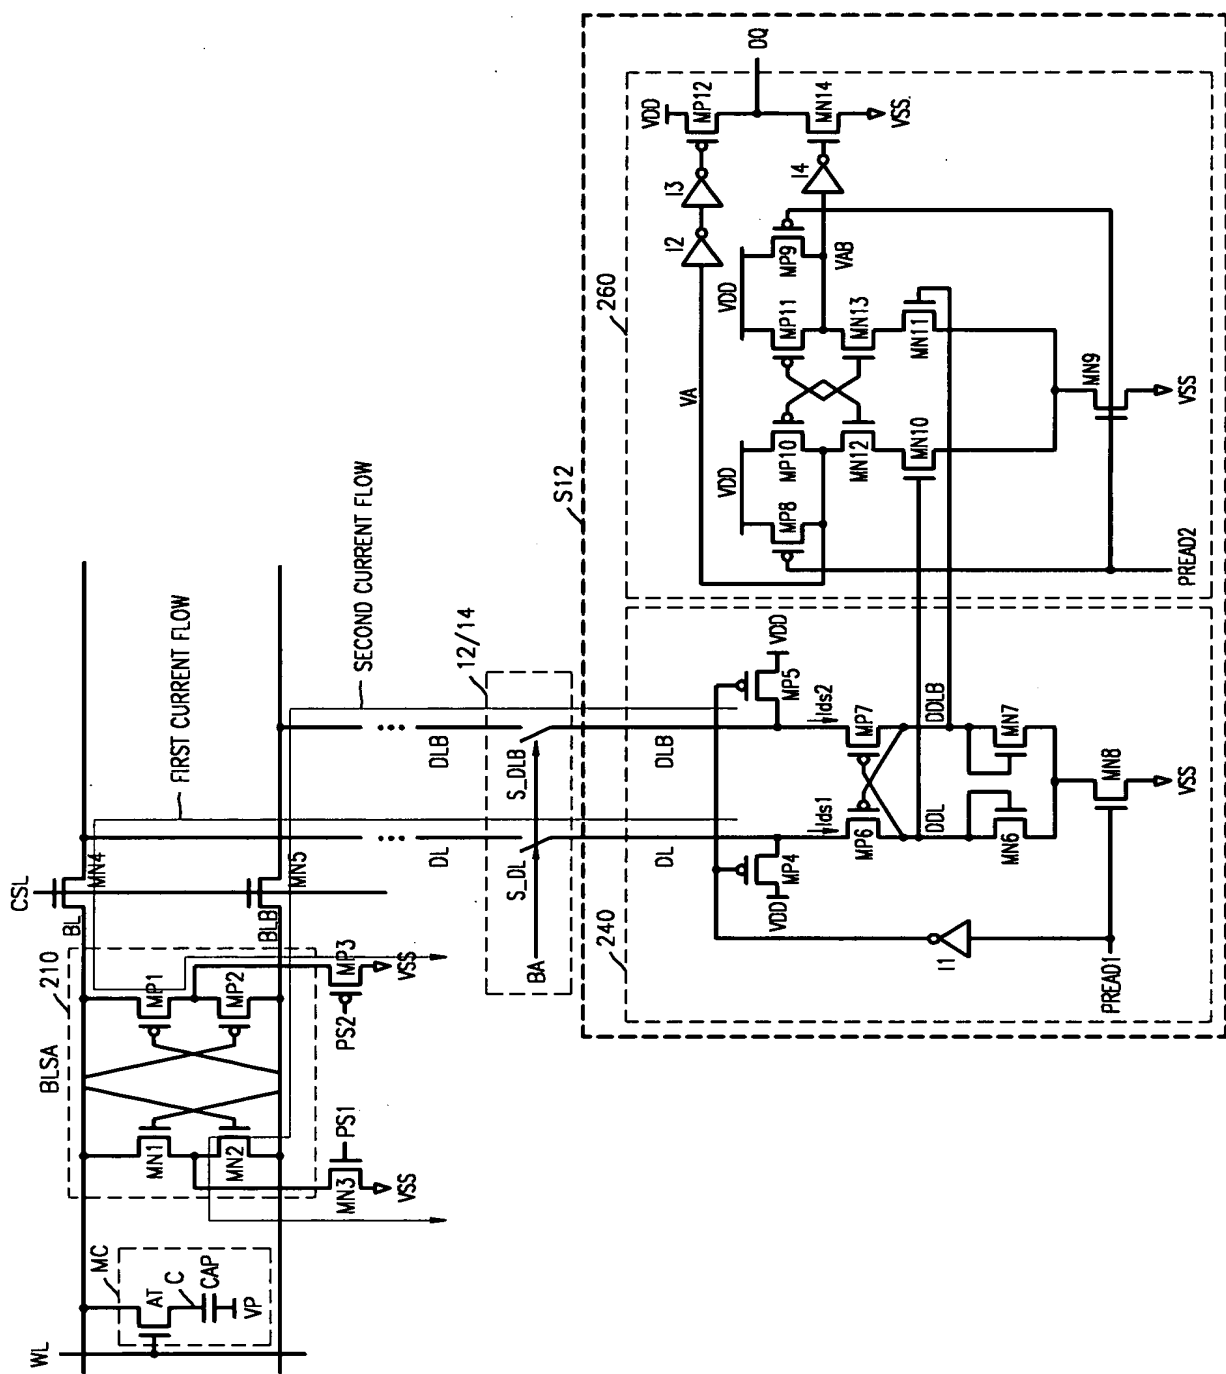 WL
MC
AT
C
CAP
VP
BLSA
210
MN1
MN2
MP1
MP2
MN3
PS1
VSS
PS2
MP3
VSS
CSL
BL
MN4
BLB
MN5
FIRST CURRENT FLOW
SECOND CURRENT FLOW
DL
DLB
12/14
S_DL
S_DLB
BA
DL
DLB
S12
240
I1
VDD
MP4
MP5
VDD
Ids1
Ids2
MP6
MP7
DDL
DDLB
MN6
MN7
PREAD1
MN8
VSS
260
VA
I2
I3
VDD
MP12
DQ
VDD
MP8
MP10
VDD
MP11
MP9
VAB
I4
MN14
VSS.
MN12
MN13
MN10
MN11
MN9
VSS
PREAD2